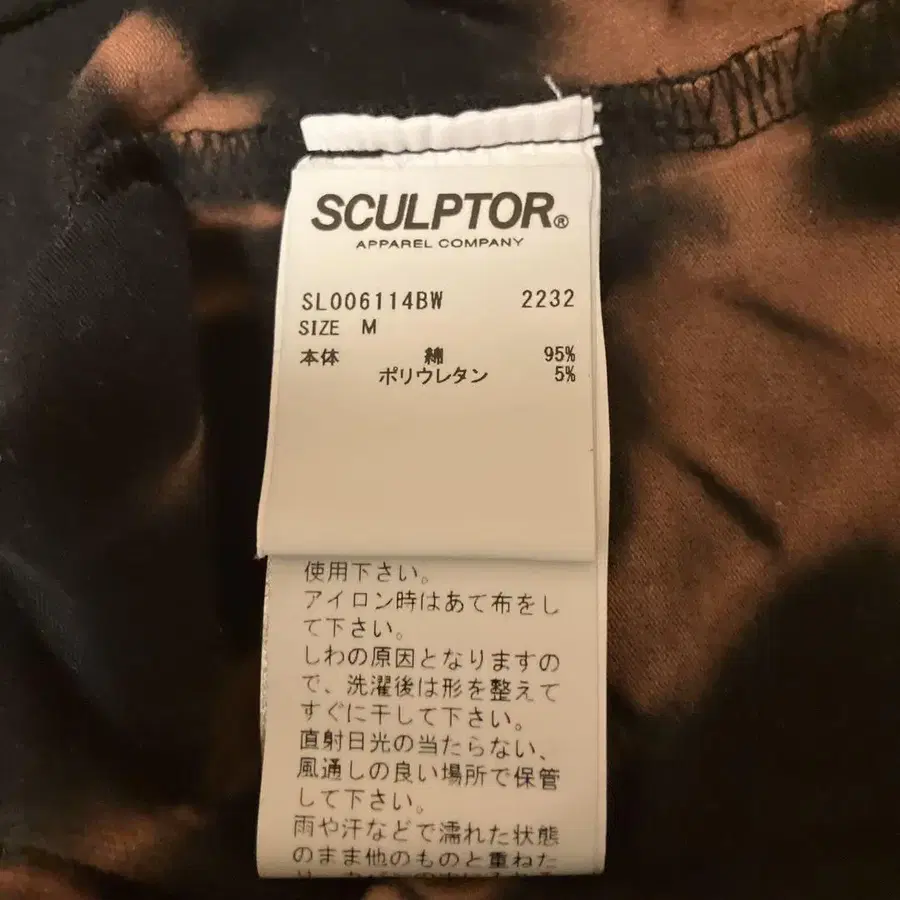 SCULPTOR®
APPAREL COMPANY
SL006114BW 2232
SIZE M
本体 綿 95%
ポリウレタン 5%
使用下さい。
アイロン時はあて布をし
て下さい。
しわの原因となりますの
で、洗濯後は形を整えて
すぐに干して下さい。
直射日光の当たらない、
風通しの良い場所で保管
して下さい。
雨や汗などで濡れた状態
のまま他のものと重ねた